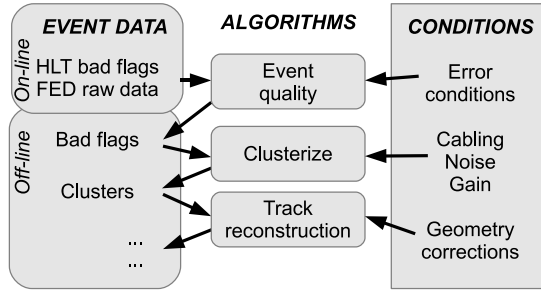 EVENT DATA
ALGORITHMS
CONDITIONS
On-line
HLT bad flags
FED raw data
Event
quality
Error
conditions
Off-line
Bad flags
Clusterize
Cabling
Noise
Gain
Clusters
Track
reconstruction
Geometry
corrections
...
...